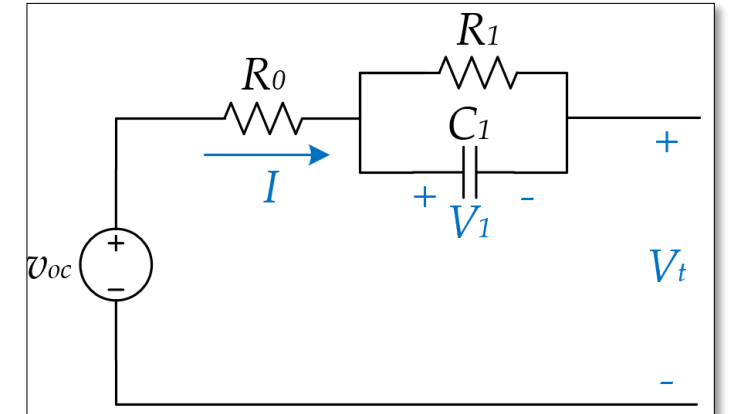 R1
R0
C1
+
I
+ -
V1
+
voc
−
Vt
-